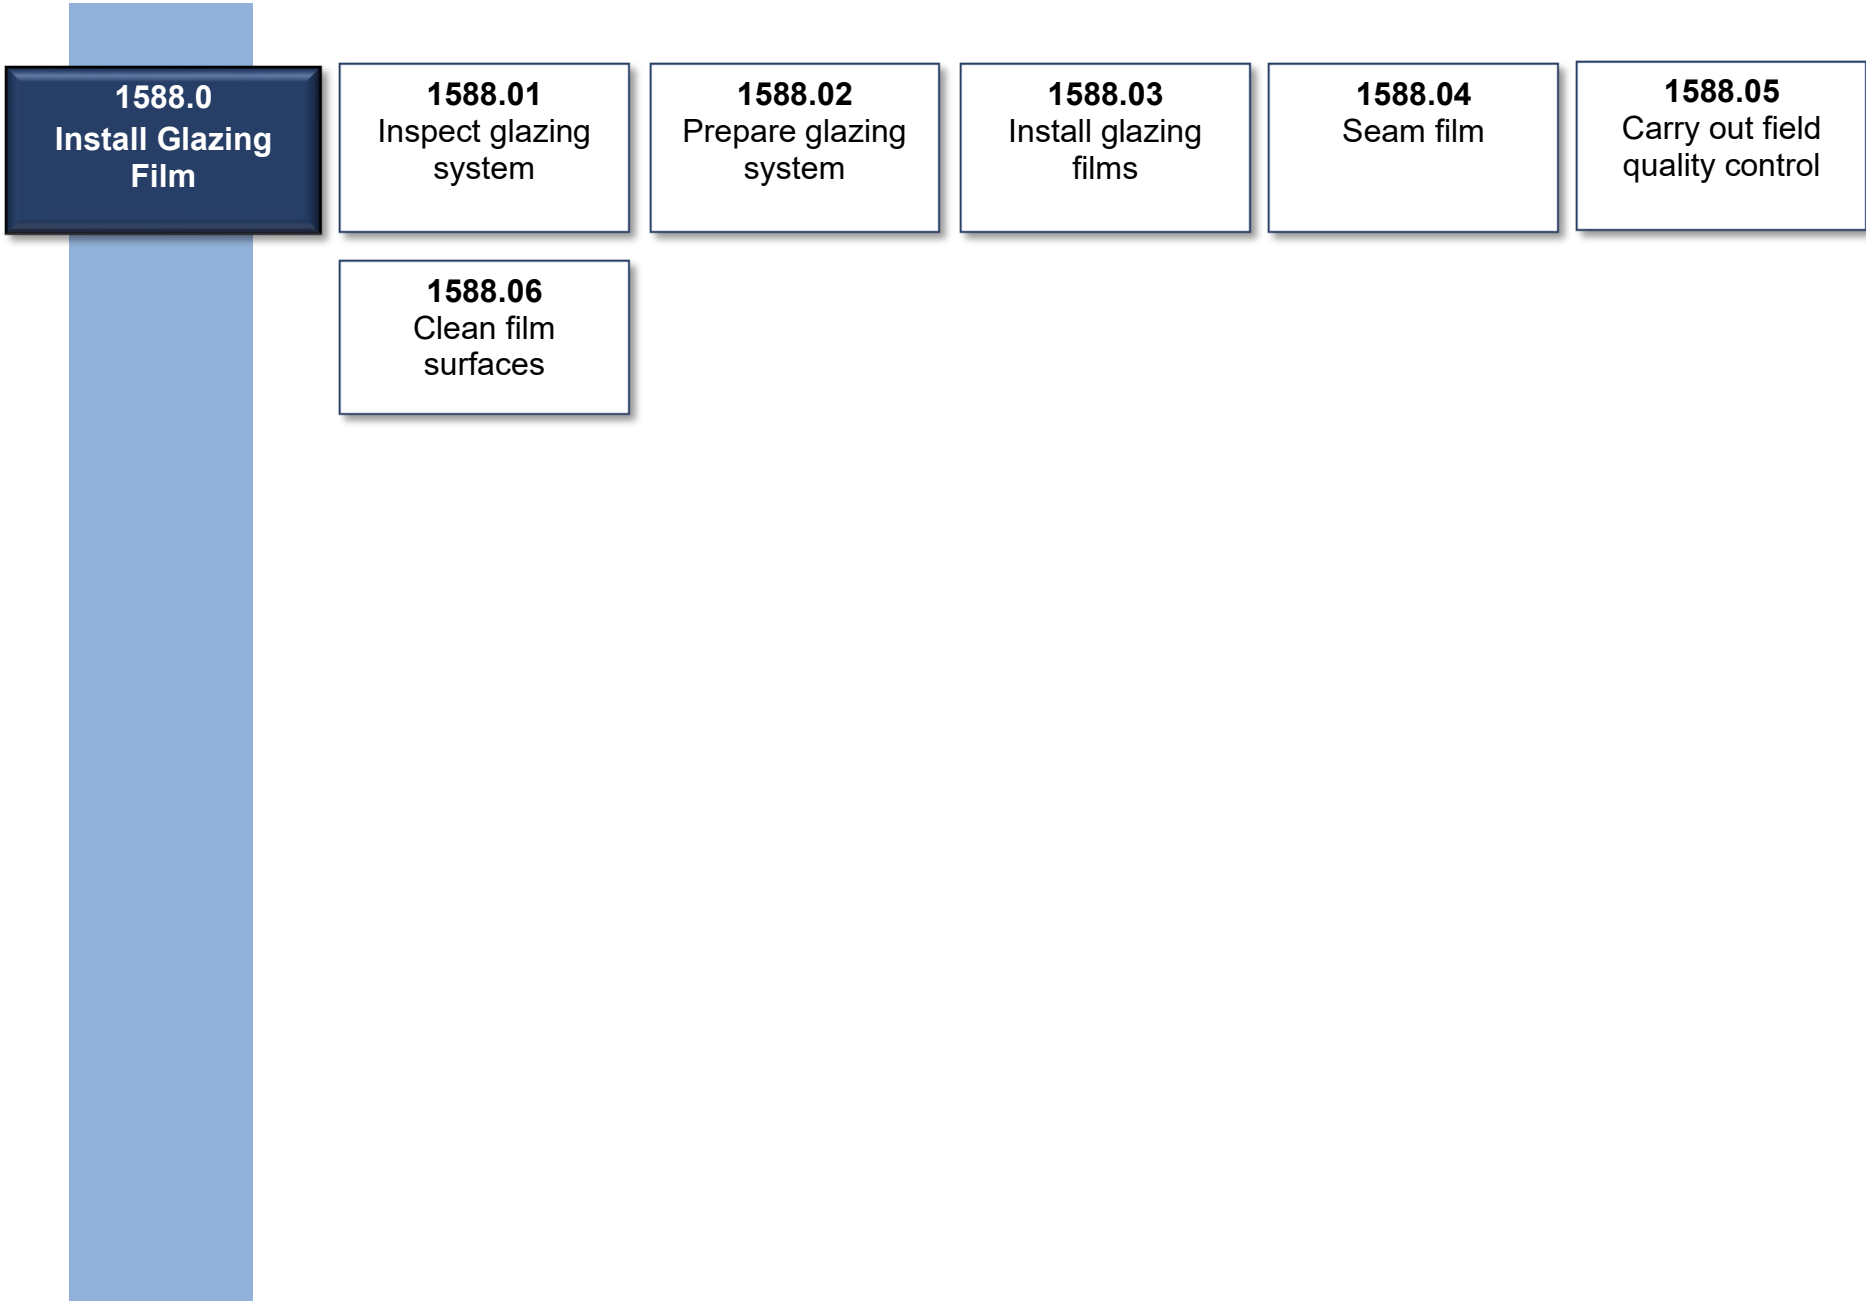 1588.0
Install Glazing
Film
1588.01
Inspect glazing
system
1588.02
Prepare glazing
system
1588.03
Install glazing
films
1588.04
Seam film
1588.05
Carry out field
quality control
1588.06
Clean film
surfaces